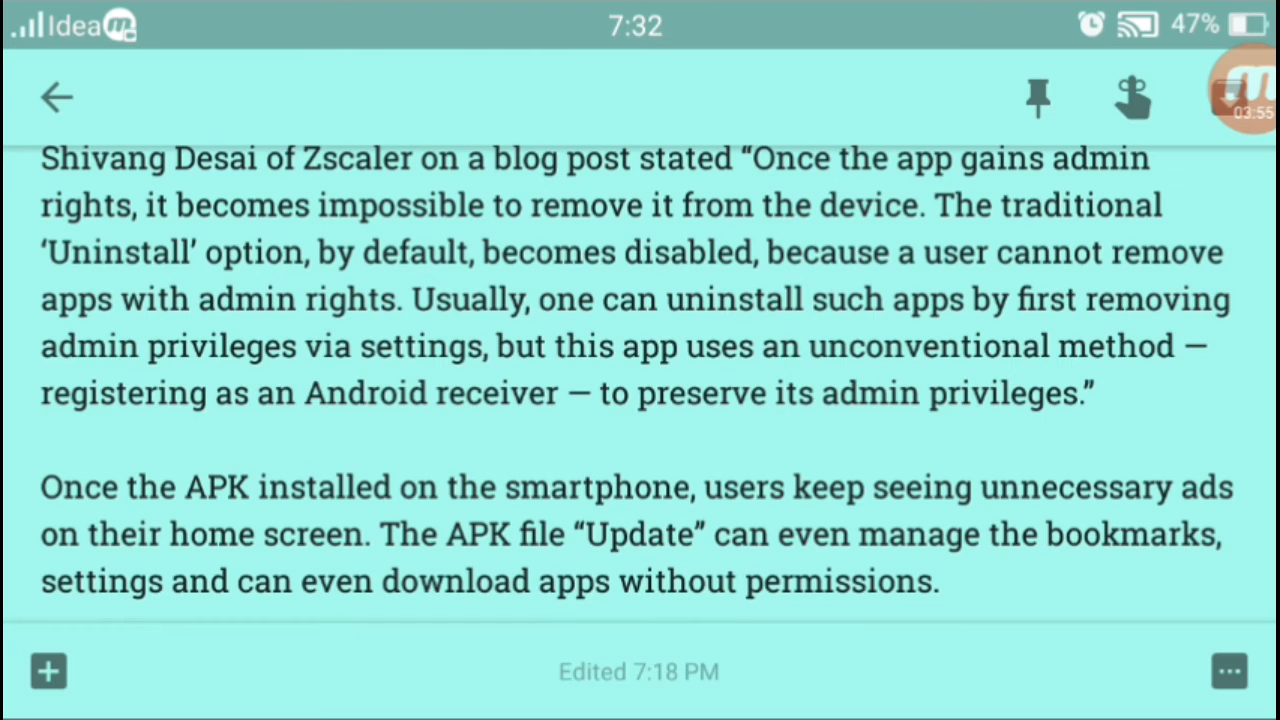 Idea 7:32 47%
03:55
Shivang Desai of Zscaler on a blog post stated “Once the app gains admin
rights, it becomes impossible to remove it from the device. The traditional
‘Uninstall’ option, by default, becomes disabled, because a user cannot remove
apps with admin rights. Usually, one can uninstall such apps by first removing
admin privileges via settings, but this app uses an unconventional method —
registering as an Android receiver — to preserve its admin privileges.”
Once the APK installed on the smartphone, users keep seeing unnecessary ads
on their home screen. The APK file “Update” can even manage the bookmarks,
settings and can even download apps without permissions.
Edited 7:18 PM